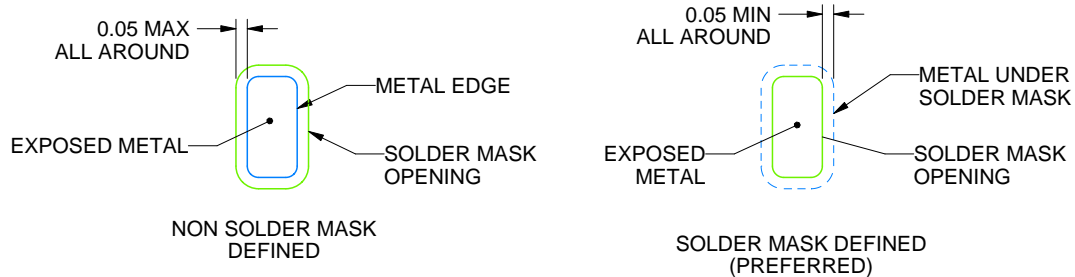 0.05 MAX
ALL AROUND
METAL EDGE
EXPOSED METAL
SOLDER MASK
OPENING
NON SOLDER MASK
DEFINED
0.05 MIN
ALL AROUND
METAL UNDER
SOLDER MASK
EXPOSED
METAL
SOLDER MASK
OPENING
SOLDER MASK DEFINED
(PREFERRED)